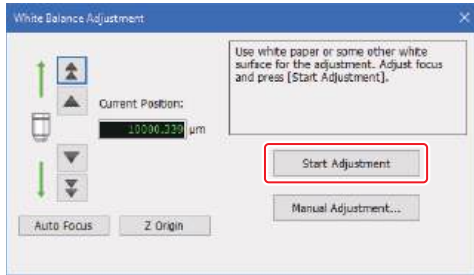 White Balance Adjustment
Use white paper or some other white
surface for the adjustment. Adjust focus
and press [Start Adjustment].
Current Position:
10000.339 µm
Start Adjustment
Manual Adjustment...
Auto Focus
Z Origin